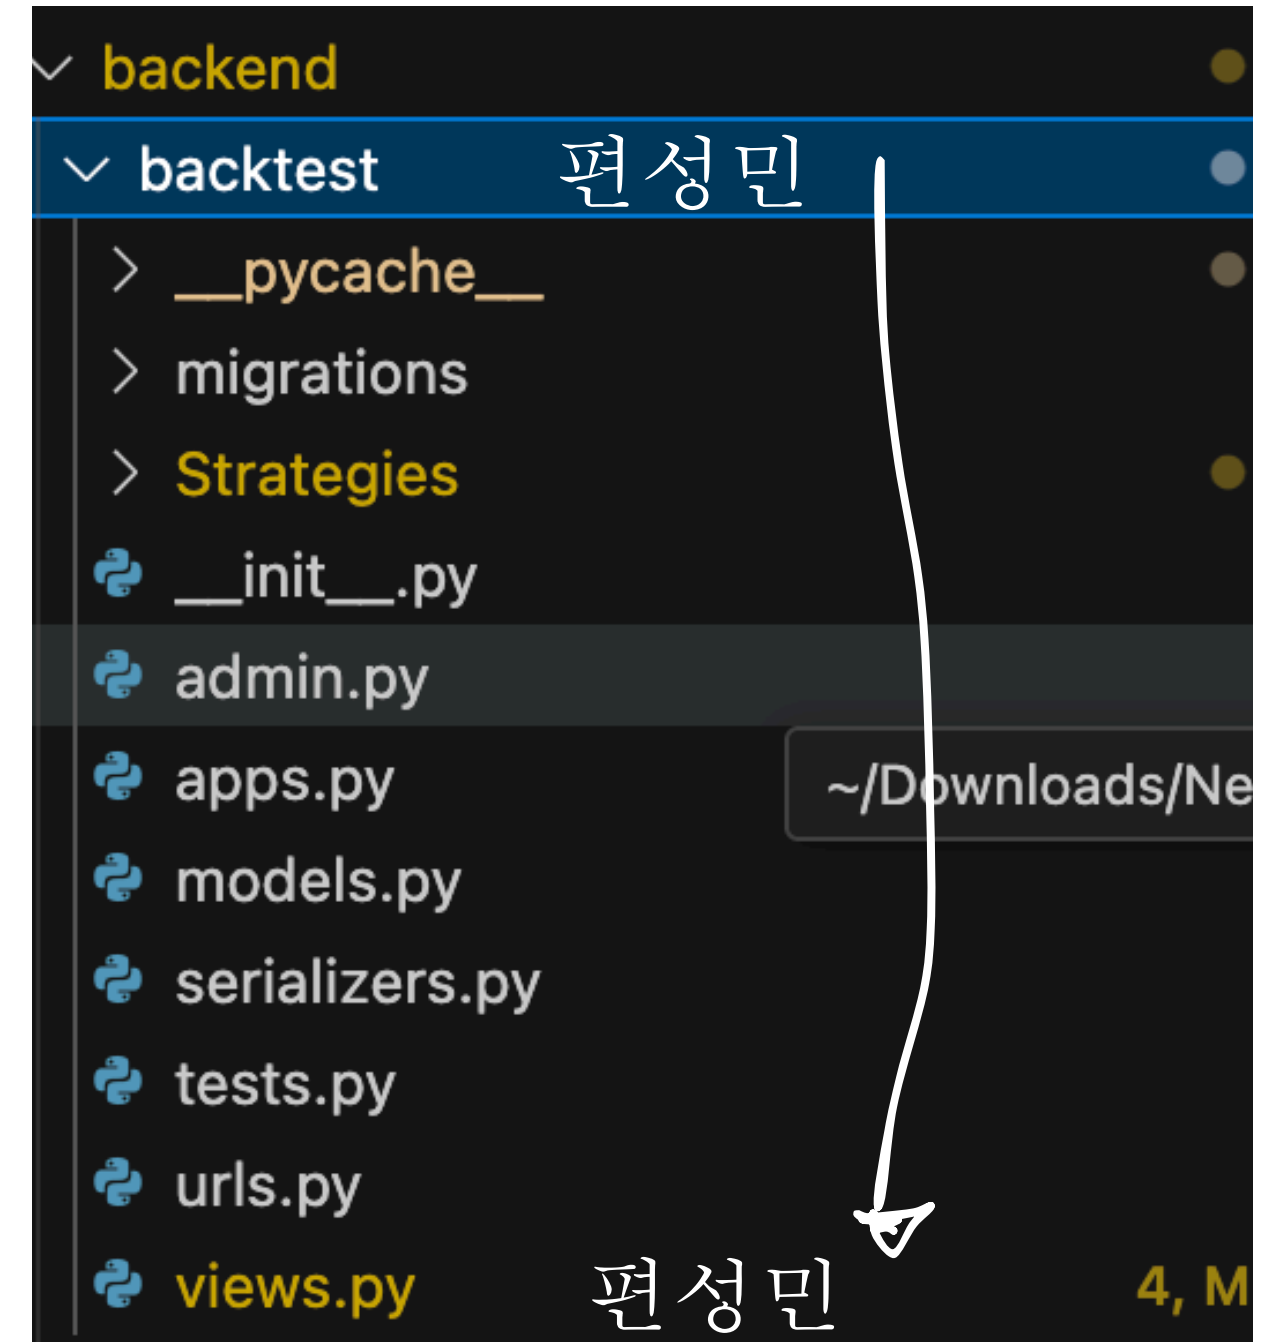 backend
backtest 편성민
__pycache__
migrations
Strategies
__init__.py
admin.py
apps.py
~/Downloads/Ne
models.py
serializers.py
tests.py
urls.py
views.py 편성민 4, M